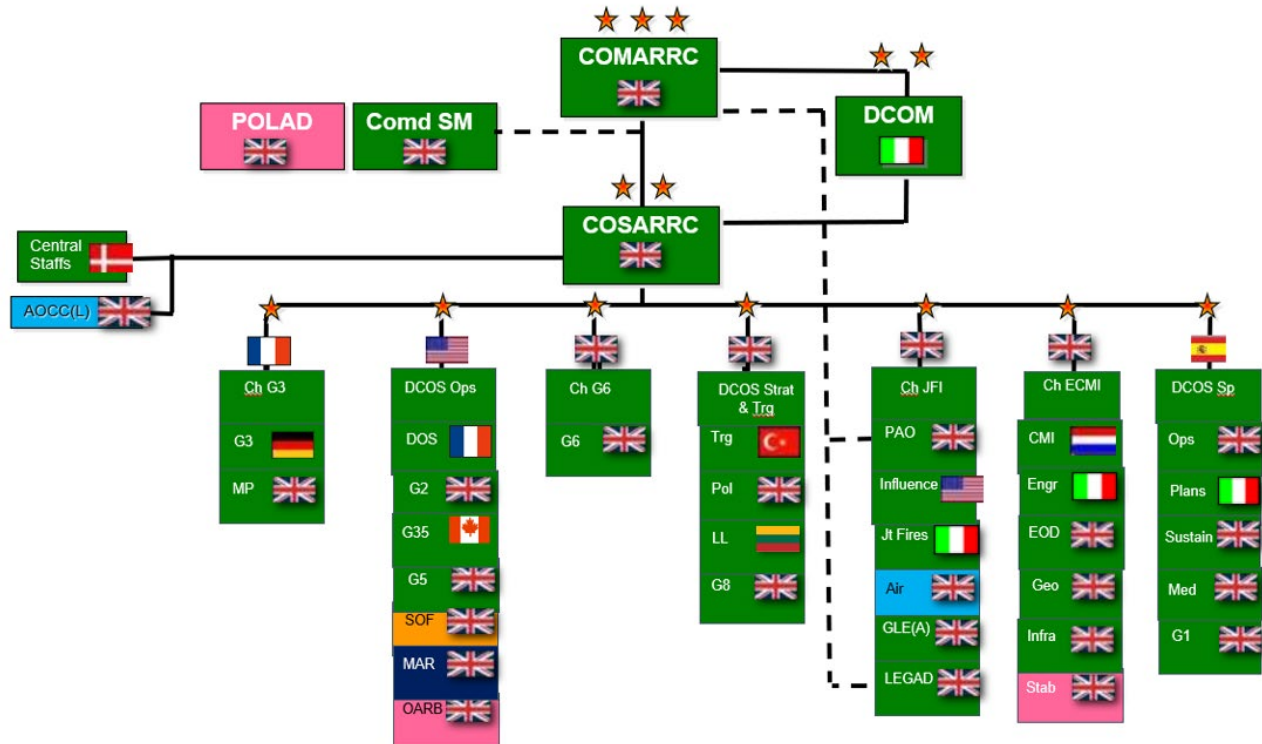 COMARRC
POLAD
Comd SM
DCOM
COSARRC
Central
Staffs
AOCC(L)
Ch G3
G3
MP
DCOS Ops
DOS
G2
G35
G5
SOF
MAR
OARB
Ch G6
G6
DCOS Strat
& Trg
Trg
Pol
LL
G8
Ch JFI
PAO
Influence
Jt Fires
Air
GLE(A)
LEGAD
Ch ECMI
CMI
Engr
EOD
Geo
Infra
Stab
DCOS Sp
Ops
Plans
Sustain
Med
G1